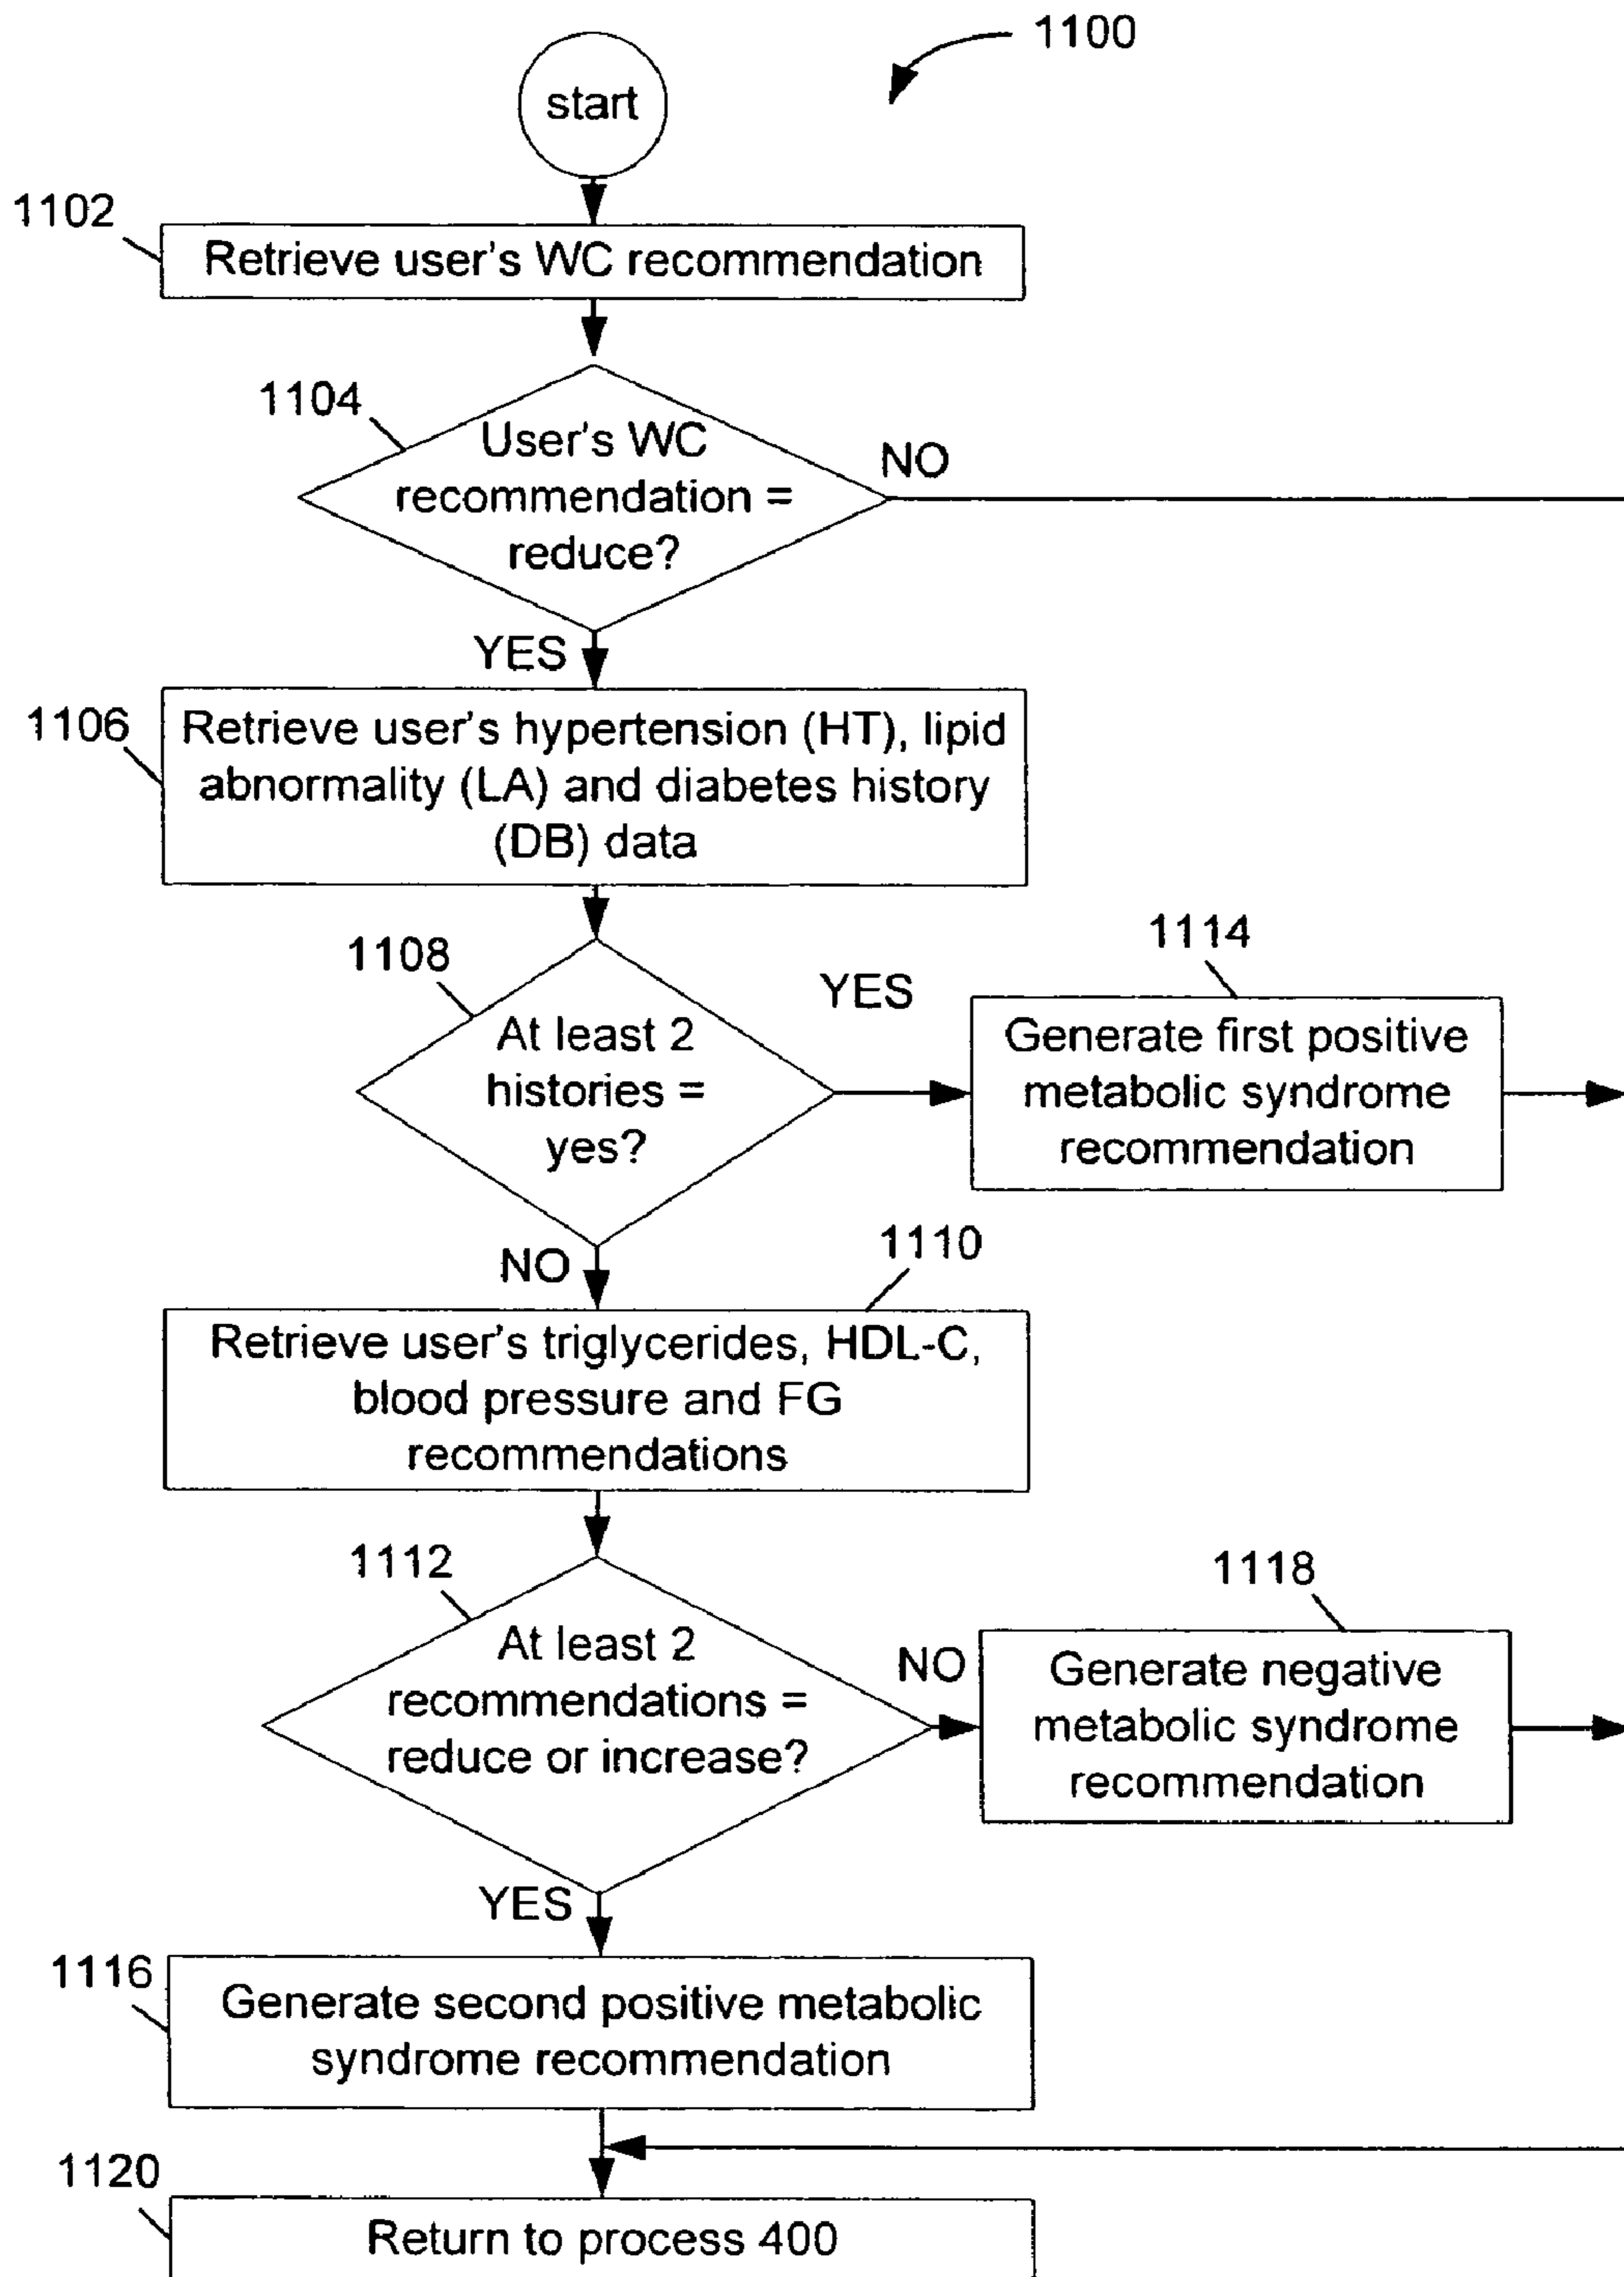 1100
start
1102
Retrieve user's WC recommendation
1104
User's WC
recommendation =
reduce?
NO
YES
1106
Retrieve user's hypertension (HT), lipid
abnormality (LA) and diabetes history
(DB) data
1108
At least 2
histories =
yes?
YES
1114
Generate first positive
metabolic syndrome
recommendation
NO
1110
Retrieve user's triglycerides, HDL-C,
blood pressure and FG
recommendations
1112
At least 2
recommendations =
reduce or increase?
NO
1118
Generate negative
metabolic syndrome
recommendation
YES
1116
Generate second positive metabolic
syndrome recommendation
1120
Return to process 400